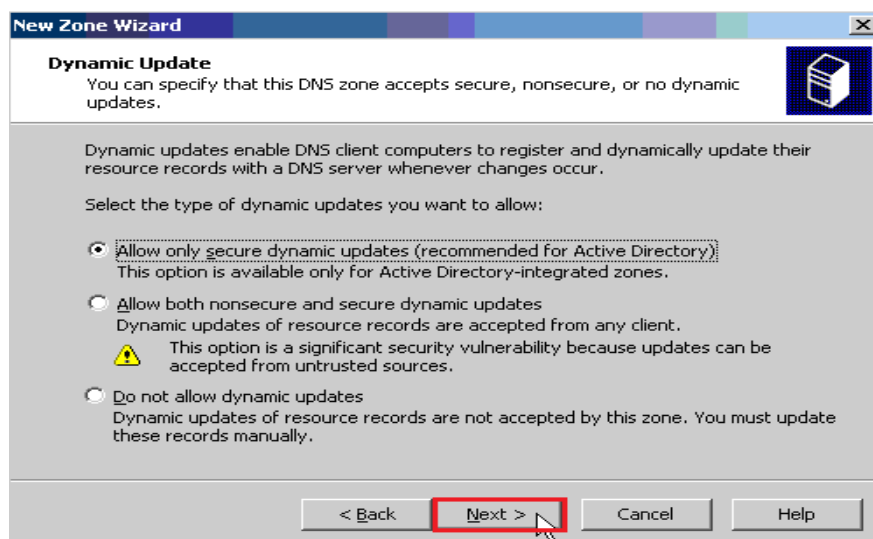 New Zone Wizard
Dynamic Update
You can specify that this DNS zone accepts secure, nonsecure, or no dynamic
updates.
Dynamic updates enable DNS client computers to register and dynamically update their
resource records with a DNS server whenever changes occur.
Select the type of dynamic updates you want to allow:
Allow only secure dynamic updates (recommended for Active Directory)
This option is available only for Active Directory-integrated zones.
Allow both nonsecure and secure dynamic updates
Dynamic updates of resource records are accepted from any client.
This option is a significant security vulnerability because updates can be
accepted from untrusted sources.
Do not allow dynamic updates
Dynamic updates of resource records are not accepted by this zone. You must update
these records manually.
< Back Next > Cancel Help